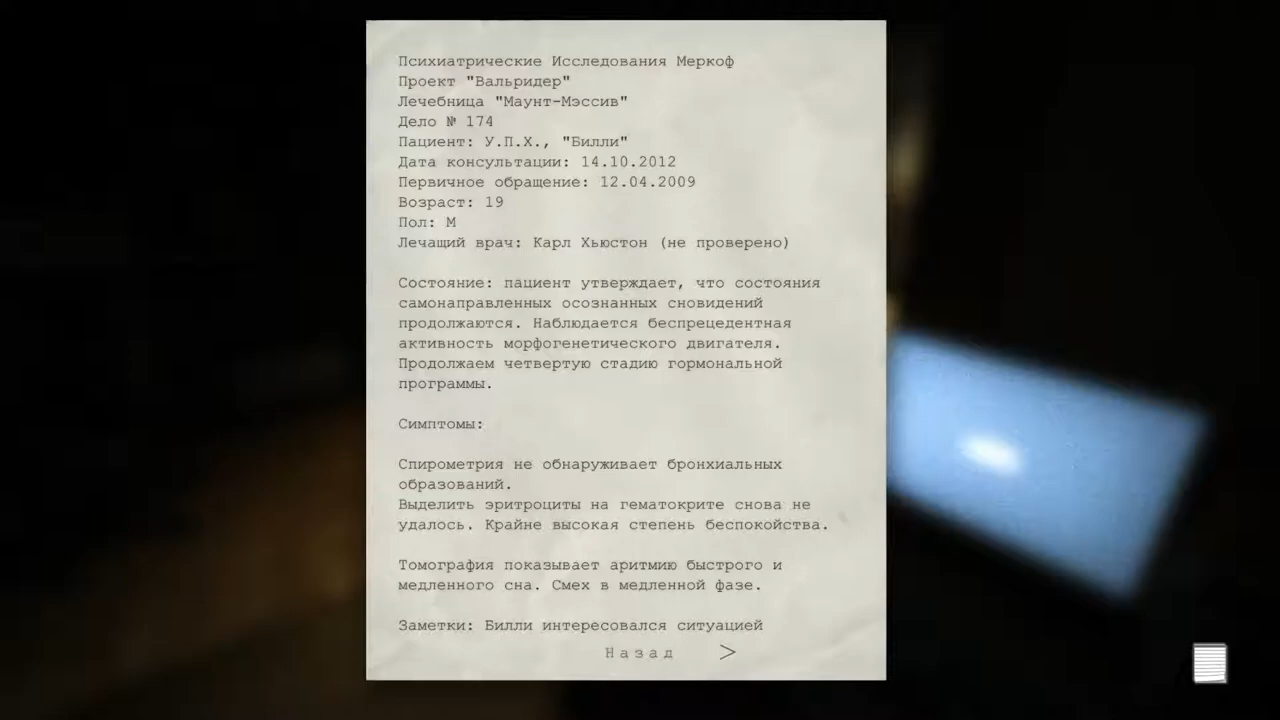 Психиатрические Исследования Меркоф
Проект "Вальридер"
Лечебница "Маунт-Мэссив"
Дело № 174
Пациент: У.П.Х., "Билли"
Дата консультации: 14.10.2012
Первичное обращение: 12.04.2009
Возраст: 19
Пол: М
Лечащий врач: Карл Хьюстон (не проверено)
Состояние: пациент утверждает, что состояния
самонаправленных осознанных сновидений
продолжаются. Наблюдается беспрецедентная
активность морфогенетического двигателя.
Продолжаем четвертую стадию гормональной
программы.
Симптомы:
Спирометрия не обнаруживает бронхиальных
образований.
Выделить эритроциты на гематокрите снова не
удалось. Крайне высокая степень беспокойства.
Томография показывает аритмию быстрого и
медленного сна. Смех в медленной фазе.
Заметки: Билли интересовался ситуацией
Назад >